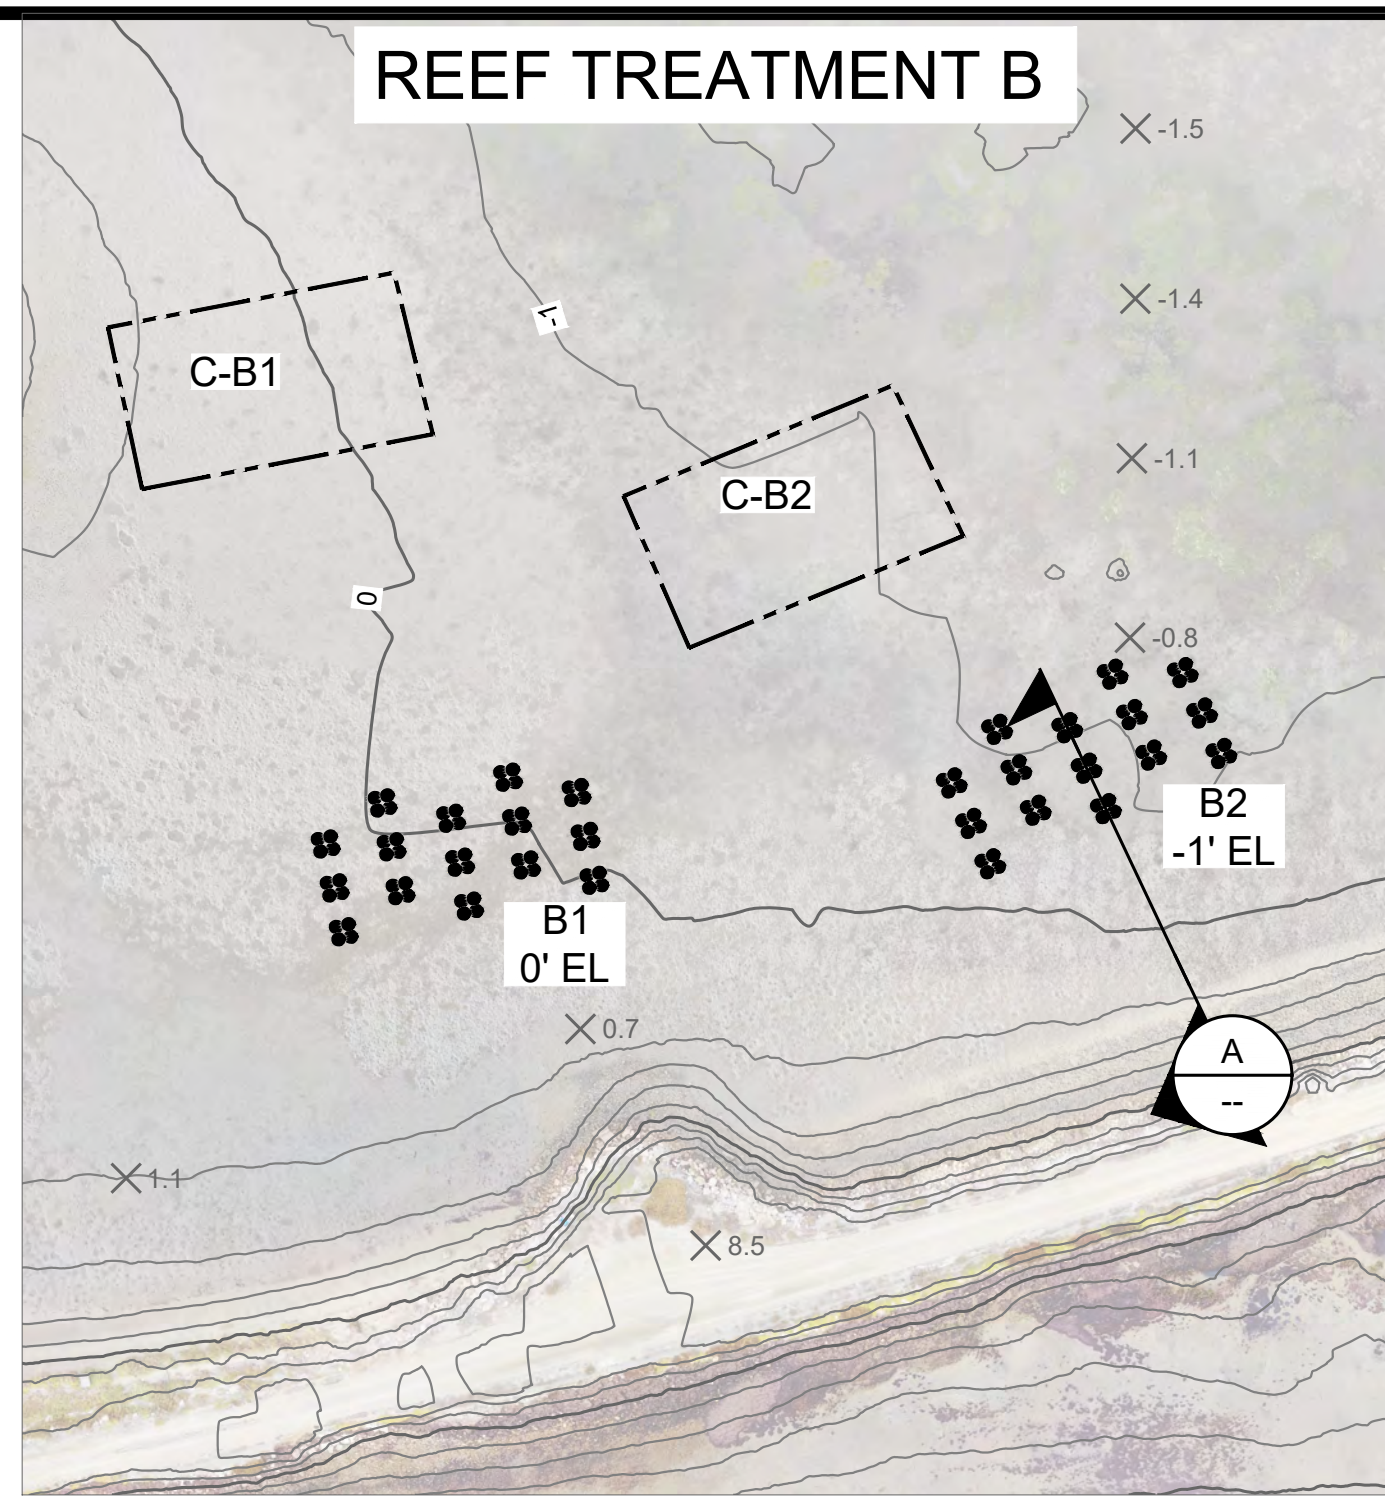 REEF TREATMENT B
-1.5
-1.4
-1
C-B1
-1.1
C-B2
0
-0.8
B2
-1' EL
B1
0' EL
0.7
A
--
1.1
8.5